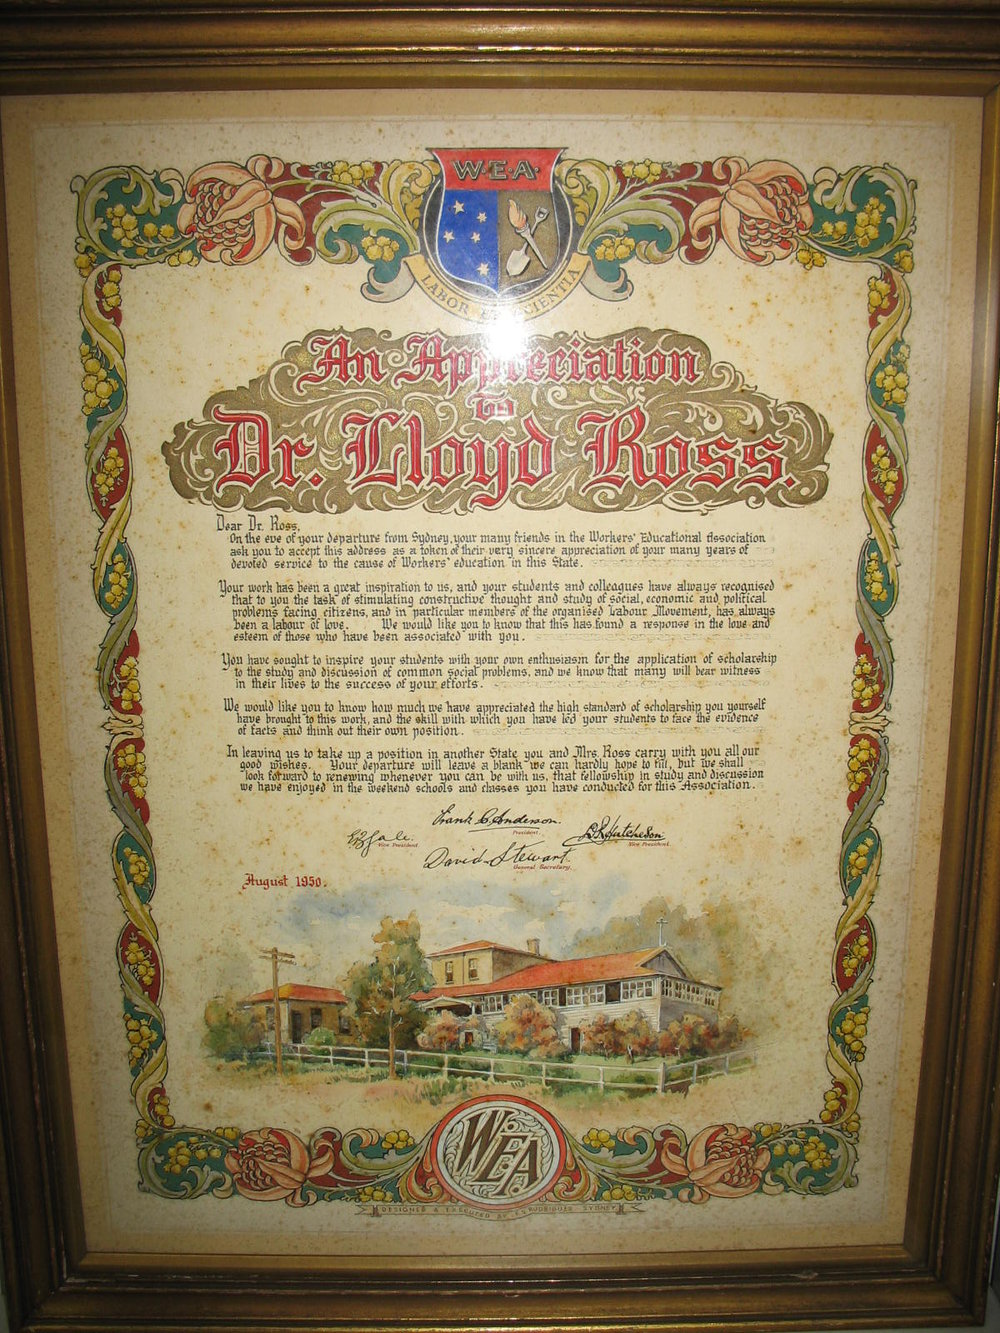 W·E·A·
LABOR ET SCIENTIA
An Appreciation
to
Dr. Lloyd Ross.
Dear Dr. Ross,
On the eve of your departure from Sydney, your many friends in the Workers' Educational Association
ask you to accept this address as a token of their very sincere appreciation of your many years of
devoted service to the cause of Workers' education in this State.
Your work has been a great inspiration to us, and your students and colleagues have always recognised
that to you the task of stimulating constructive thought and study of social, economic and political
problems facing citizens, and in particular members of the organised Labour Movement, has always
been a labour of love. We would like you to know that this has found a response in the love and
esteem of those who have been associated with you.
You have sought to inspire your students with your own enthusiasm for the application of scholarship
to the study and discussion of common social problems, and we know that many will bear witness
in their lives to the success of your efforts.
We would like you to know how much we have appreciated the high standard of scholarship you yourself
have brought to this work, and the skill with which you have led your students to face the evidence
of facts and think out their own position.
In leaving us to take up a position in another State you and Mrs. Ross carry with you all our
good wishes. Your departure will leave a blank we can hardly hope to fill, but we shall
look forward to renewing whenever you can be with us, that fellowship in study and discussion
we have enjoyed in the weekend schools and classes you have conducted for this Association.
Frank C. Anderson.
President.
Gale.
Vice President.
Hutcheson
Vice President.
David Stewart.
General Secretary.
August 1950.
WEA
DESIGNED & EXECUTED BY RODRIGUEZ SYDNEY